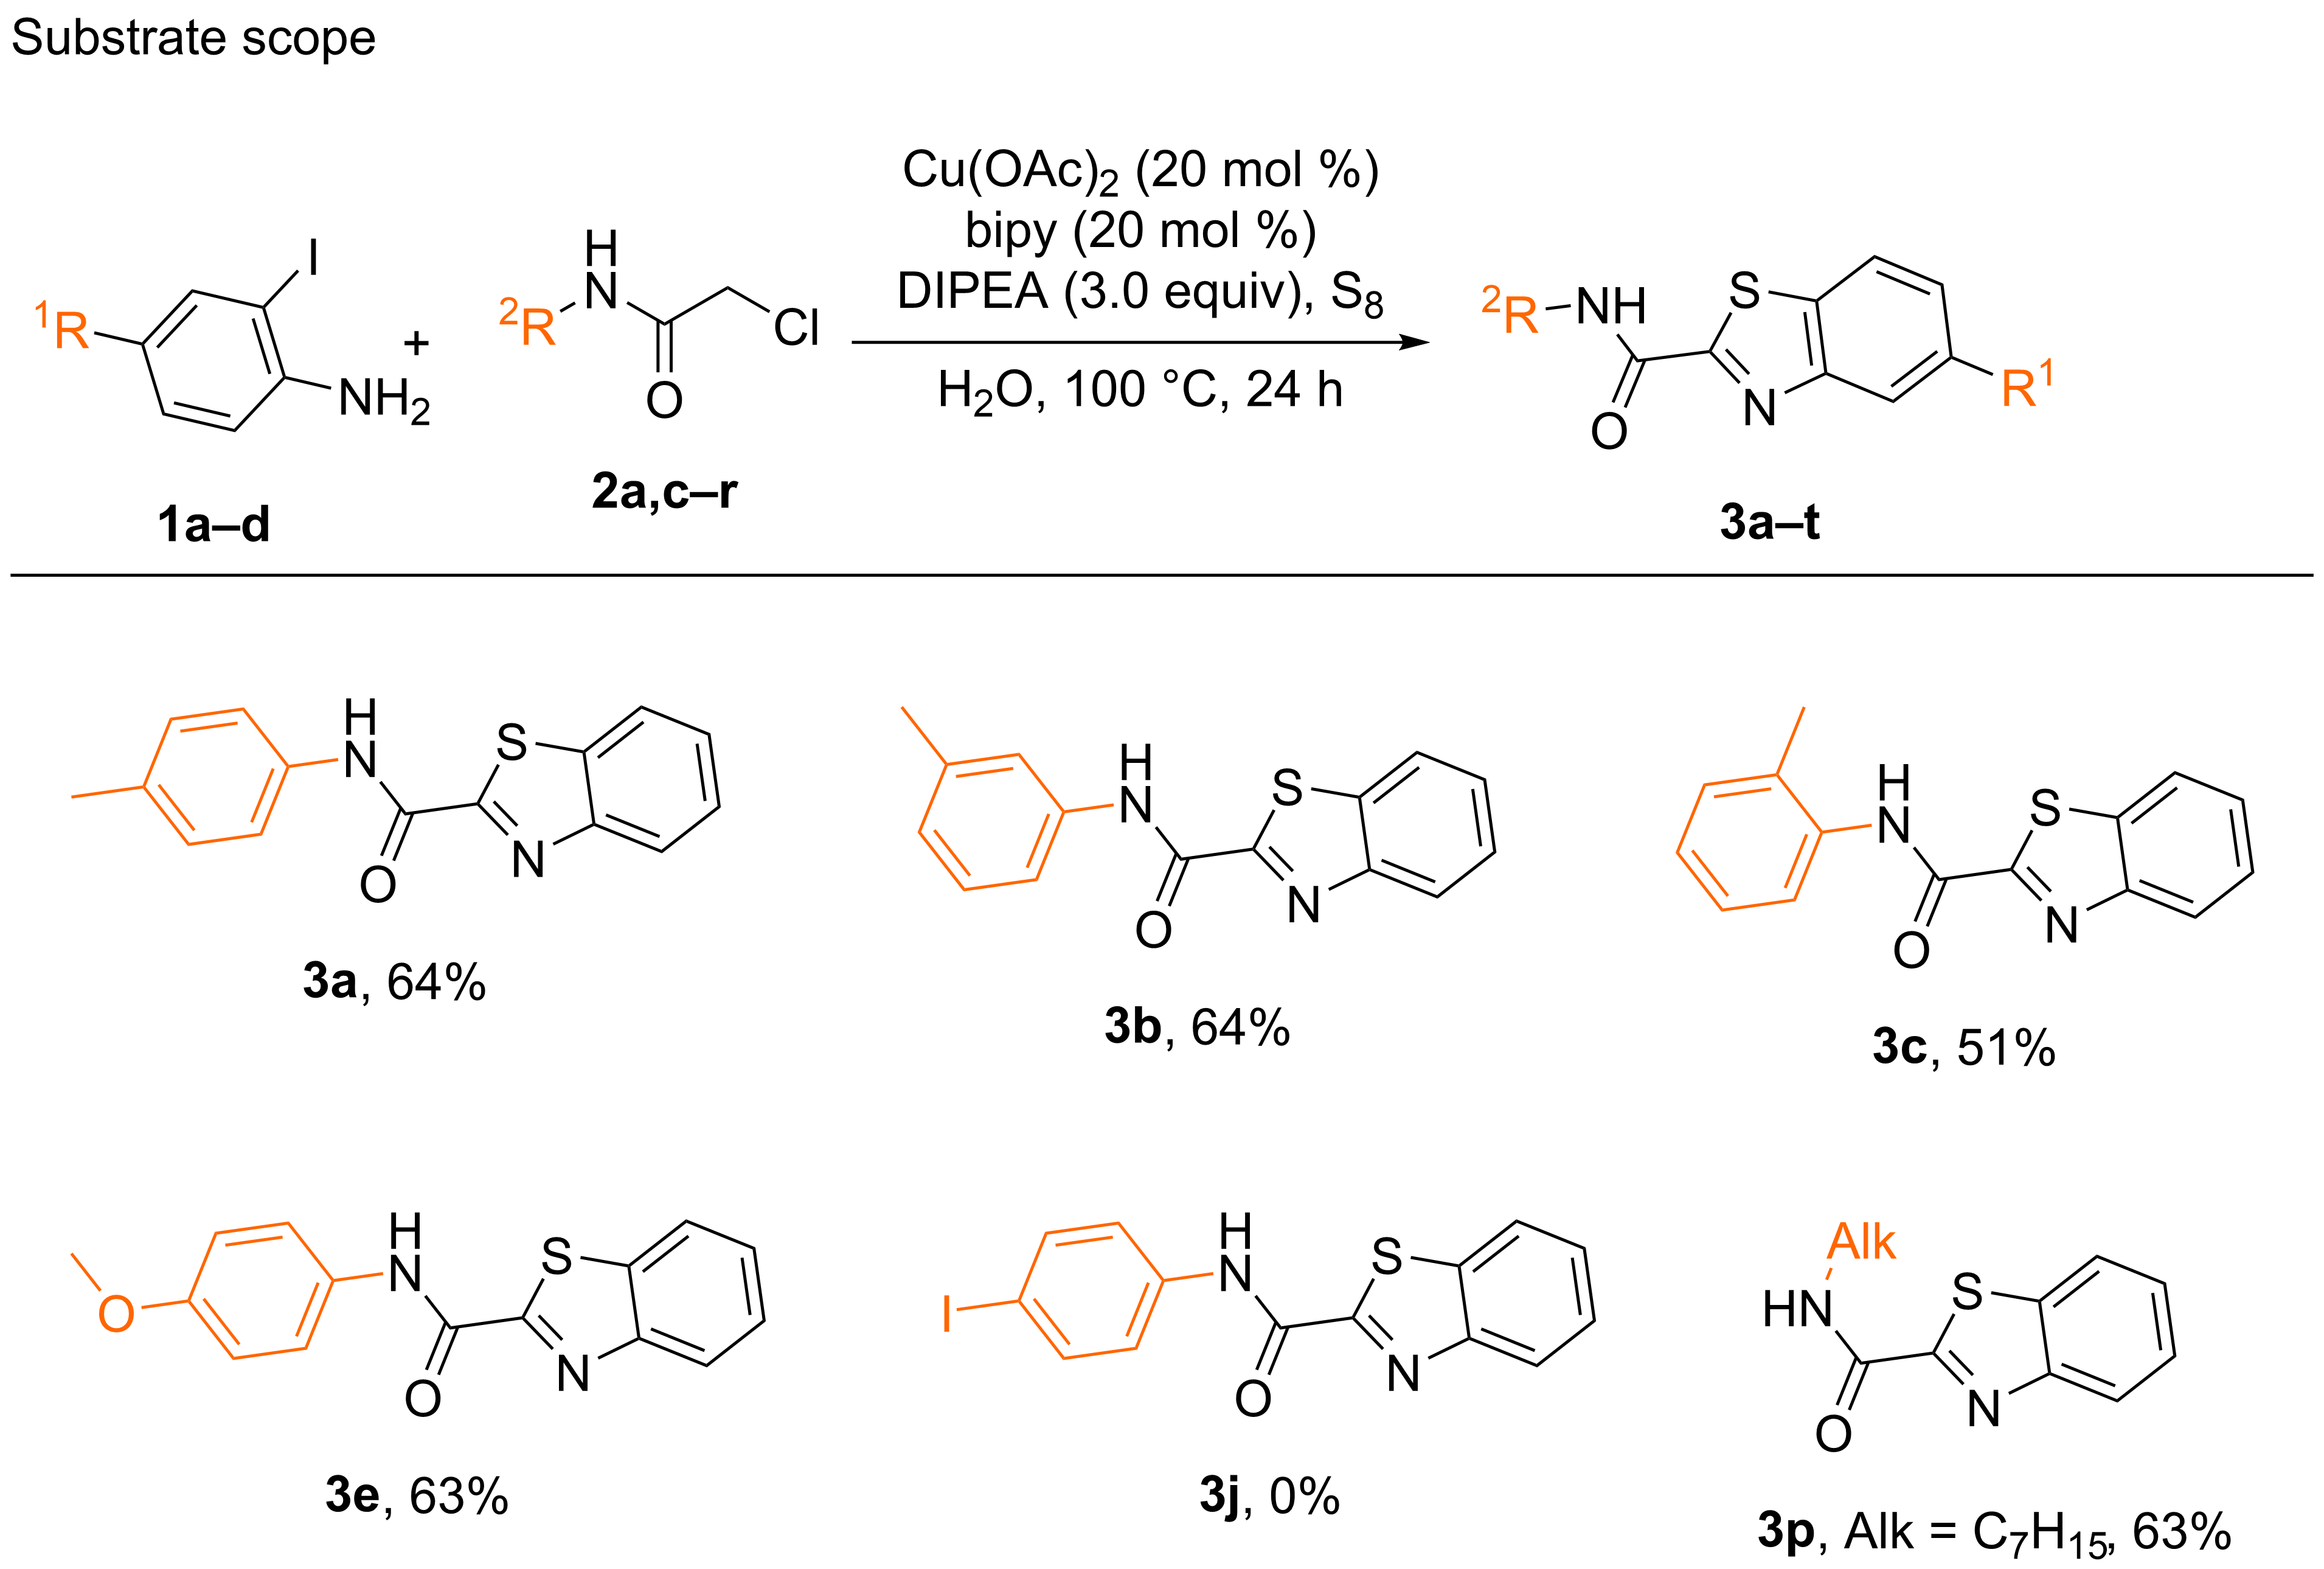 Substrate scope
Cu(OAc)2 (20 mol %)
bipy (20 mol %)
DIPEA (3.0 equiv), S8
H2O, 100 °C, 24 h
1R
I
NH2
+
2R
H
N
O
Cl
2R
NH
O
S
N
R1
1a–d
2a,c–r
3a–t
H
N
O
S
N
3a, 64%
H
N
O
S
N
3b, 64%
H
N
O
S
N
3c, 51%
O
H
N
O
S
N
3e, 63%
I
H
N
O
S
N
3j, 0%
Alk
HN
O
S
N
3p, Alk = C7H15, 63%